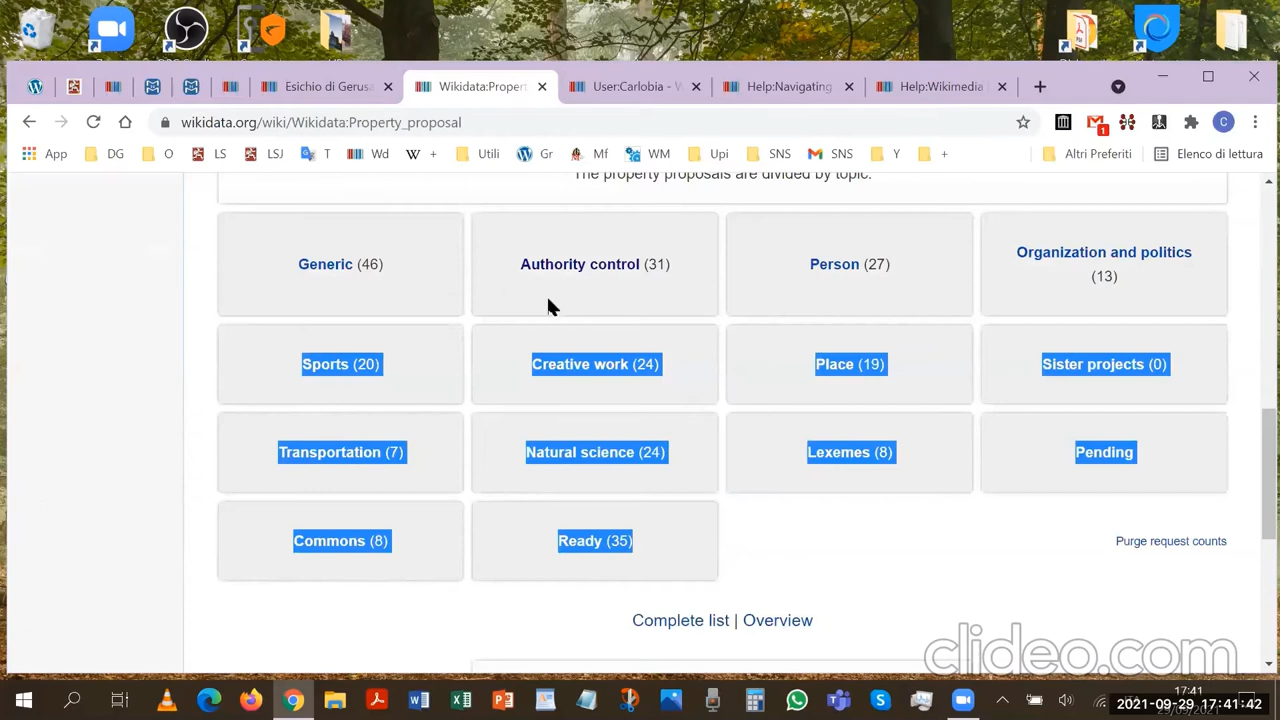 Esichio di Gerusa
Wikidata:Propert
User:Carlobia - W
Help:Navigating
Help:Wikimedia
wikidata.org/wiki/Wikidata:Property_proposal
App DG O LS LSJ T Wd W + Utili Gr Mf WM Upi SNS SNS Y + Altri Preferiti Elenco di lettura
The property proposals are divided by topic.
Generic (46)
Authority control (31)
Person (27)
Organization and politics
(13)
Sports (20)
Creative work (24)
Place (19)
Sister projects (0)
Transportation (7)
Natural science (24)
Lexemes (8)
Pending
Commons (8)
Ready (35)
Purge request counts
Complete list | Overview
clideo.com
17:41
2021-09-29 17:41:42